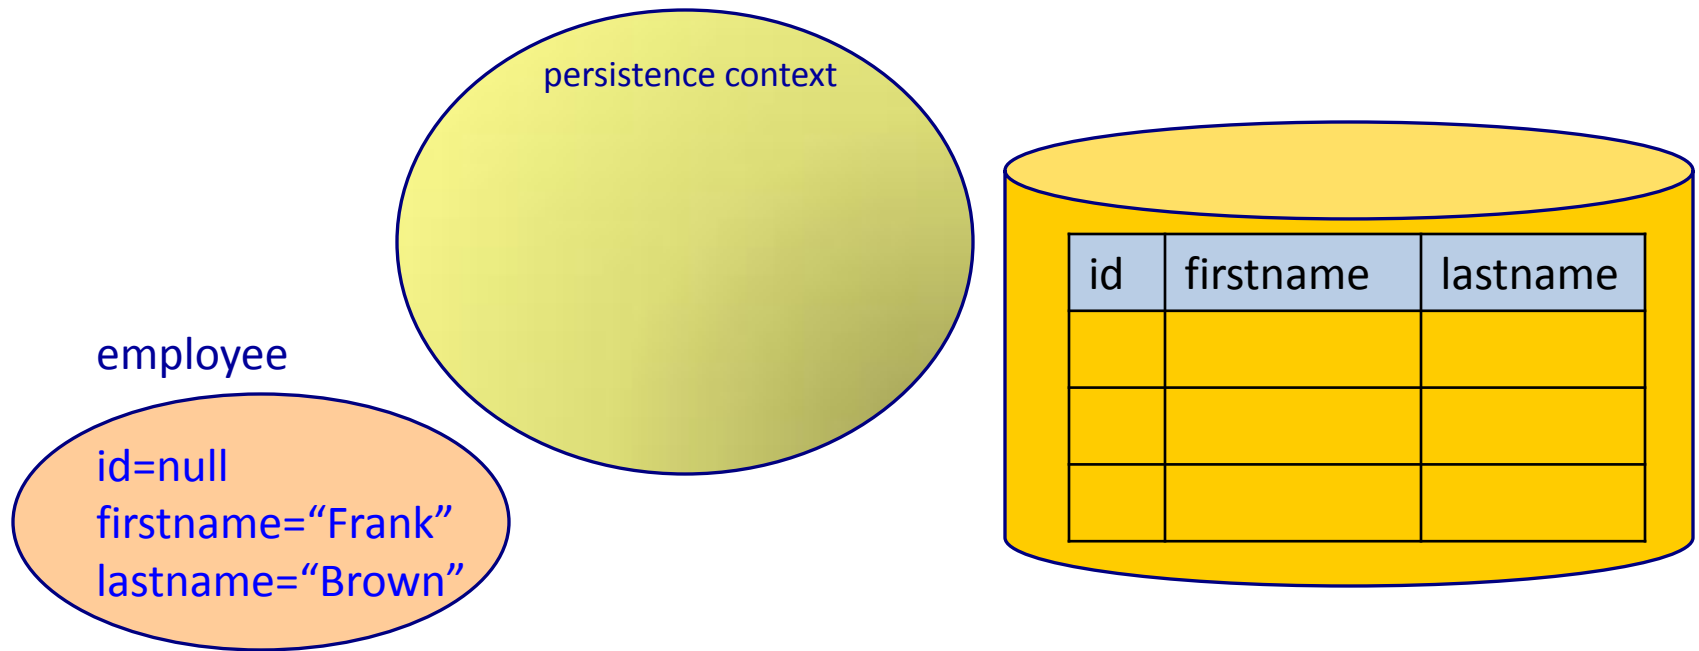 persistence context
id firstname lastname
employee
id=null
firstname=“Frank”
lastname=“Brown”